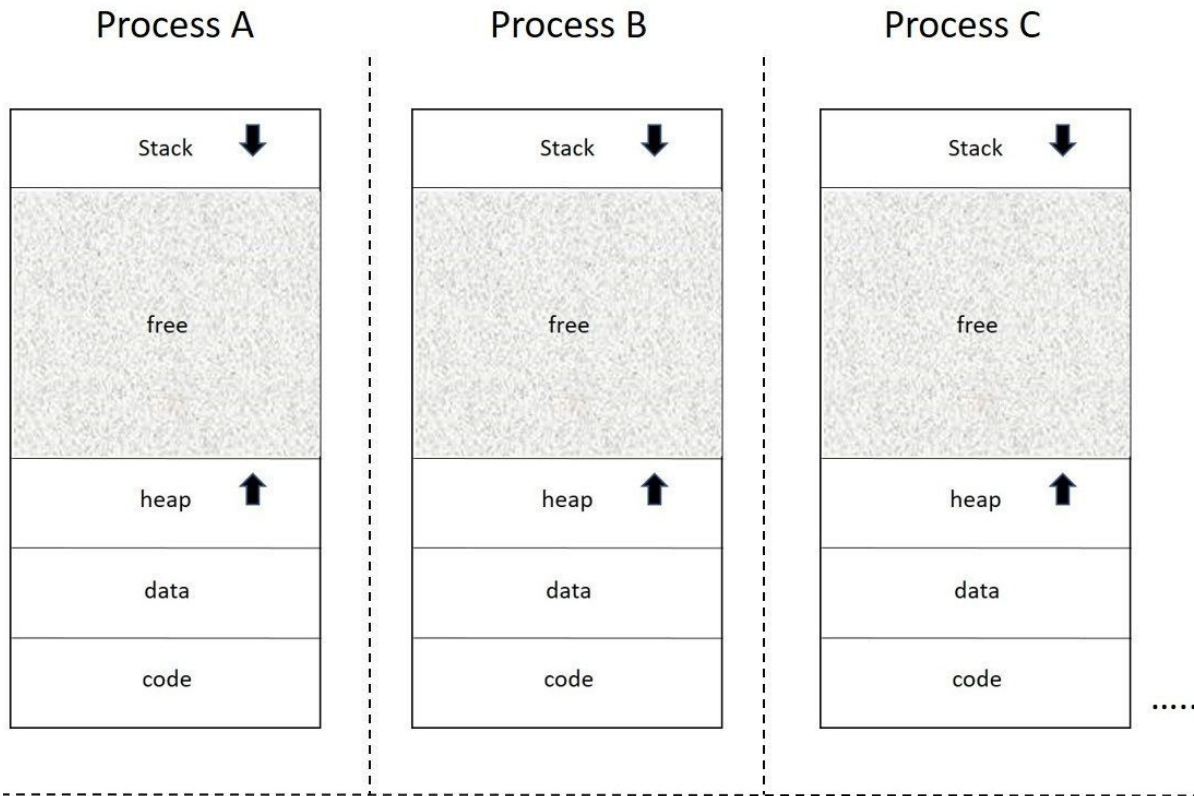 Process A
Process B
Process C
Stack
Stack
Stack
free
free
free
heap
heap
heap
data
data
data
code
code
code
.....